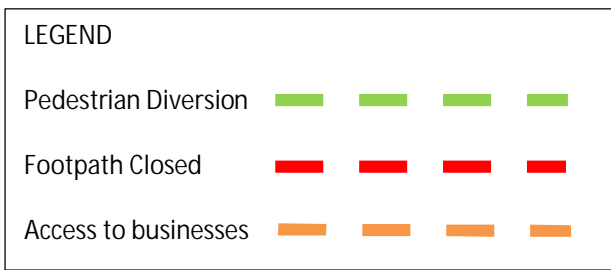 LEGEND
Pedestrian Diversion
Footpath Closed
Access to businesses